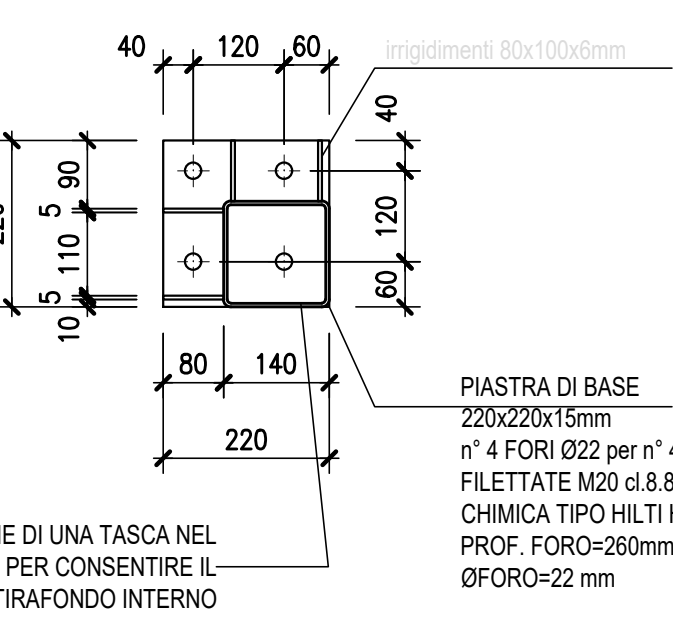 40 120 60
irrigidimenti 80x100x6mm
40
90
5
120
110
5
60
10
80 140
220
PIASTRA DI BASE
220x220x15mm
n° 4 FORI Ø22 per n° 4
FILETTATE M20 cl.8.8
CHIMICA TIPO HILTI
PROF. FORO=260mm
ØFORO=22 mm
DI UNA TASCA NEL
PER CONSENTIRE IL
TIRAFONDO INTERNO